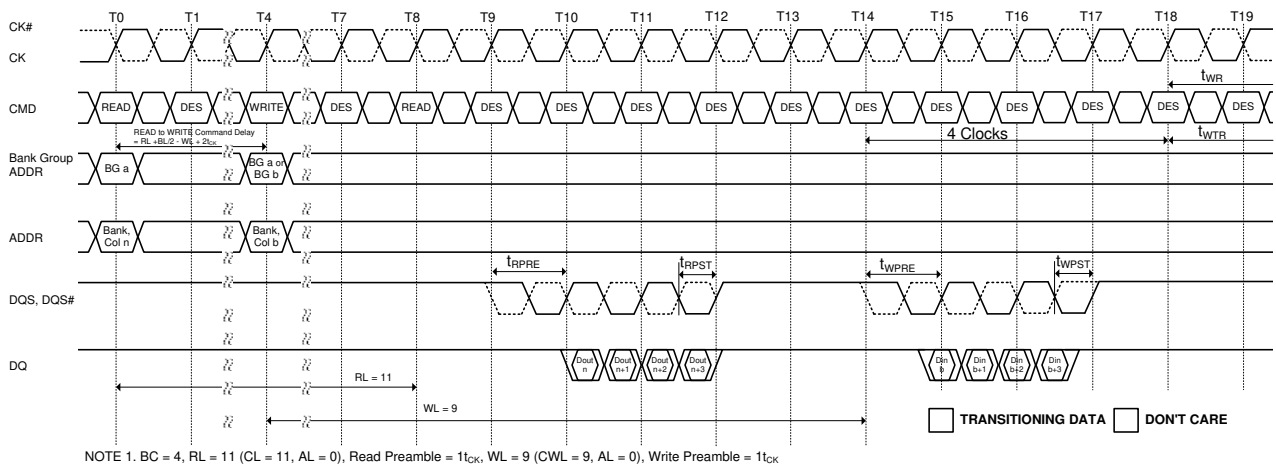 T0 T1 T4 T7 T8 T9 T10 T11 T12 T13 T14 T15 T16 T17 T18 T19
CK#
CK
tWR
CMD READ DES WRITE DES READ DES DES DES DES DES DES DES DES DES DES DES
READ to WRITE Command Delay
= RL +BL/2 - WL + 2tCK
4 Clocks
tWTR
Bank Group
ADDR
BG a
BG a or
BG b
ADDR
Bank,
Col n
Bank,
Col b
tRPRE tRPST tWPRE tWPST
DQS, DQS#
DQ
Dout
n
Dout
n+1
Dout
n+2
Dout
n+3
Din
b
Din
b+1
Din
b+2
Din
b+3
RL = 11
WL = 9
TRANSITIONING DATA DON'T CARE
NOTE 1. BC = 4, RL = 11 (CL = 11, AL = 0), Read Preamble = 1tCK, WL = 9 (CWL = 9, AL = 0), Write Preamble = 1tCK